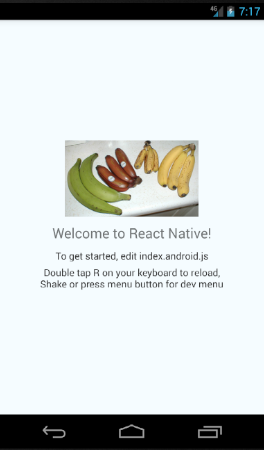 4G 7:17
Welcome to React Native!
To get started, edit index.android.js
Double tap R on your keyboard to reload,
Shake or press menu button for dev menu